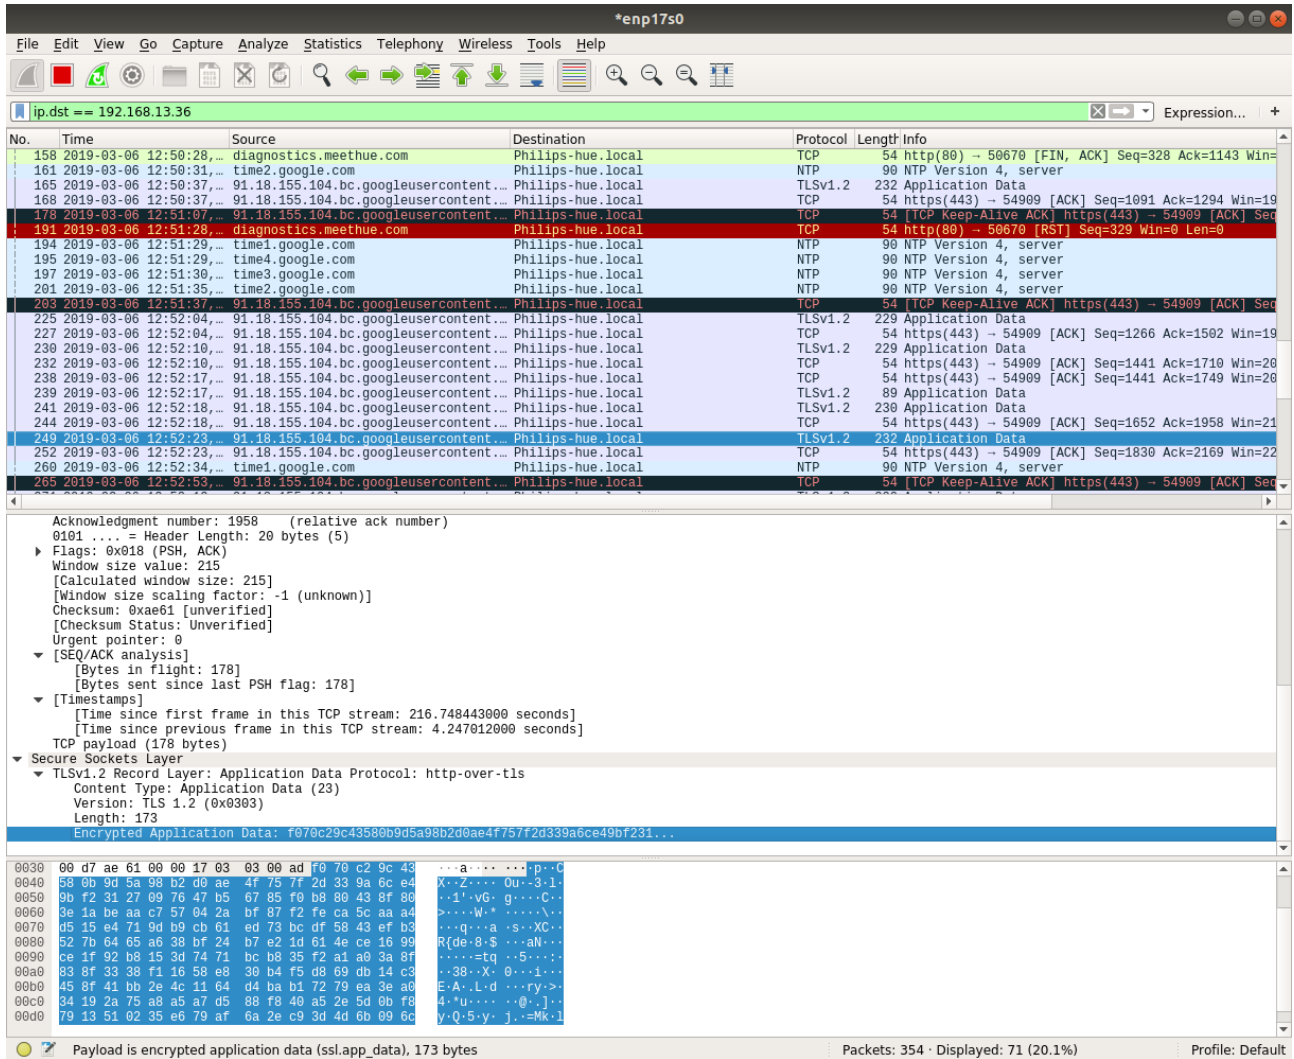 *enp17s0
File Edit View Go Capture Analyze Statistics Telephony Wireless Tools Help
ip.dst == 192.168.13.36 Expression... +
No. Time Source Destination Protocol Length Info
158 2019-03-06 12:50:28,… diagnostics.meethue.com Philips-hue.local TCP 54 http(80) → 50670 [FIN, ACK] Seq=328 Ack=1143 Win=
161 2019-03-06 12:50:31,… time2.google.com Philips-hue.local NTP 90 NTP Version 4, server
165 2019-03-06 12:50:37,… 91.18.155.104.bc.googleusercontent.… Philips-hue.local TLSv1.2 232 Application Data
168 2019-03-06 12:50:37,… 91.18.155.104.bc.googleusercontent.… Philips-hue.local TCP 54 https(443) → 54909 [ACK] Seq=1091 Ack=1294 Win=19
178 2019-03-06 12:51:07,… 91.18.155.104.bc.googleusercontent.… Philips-hue.local TCP 54 [TCP Keep-Alive ACK] https(443) → 54909 [ACK] Seq
191 2019-03-06 12:51:28,… diagnostics.meethue.com Philips-hue.local TCP 54 http(80) → 50670 [RST] Seq=329 Win=0 Len=0
194 2019-03-06 12:51:29,… time1.google.com Philips-hue.local NTP 90 NTP Version 4, server
195 2019-03-06 12:51:29,… time4.google.com Philips-hue.local NTP 90 NTP Version 4, server
197 2019-03-06 12:51:30,… time3.google.com Philips-hue.local NTP 90 NTP Version 4, server
201 2019-03-06 12:51:35,… time2.google.com Philips-hue.local NTP 90 NTP Version 4, server
203 2019-03-06 12:51:37,… 91.18.155.104.bc.googleusercontent.… Philips-hue.local TCP 54 [TCP Keep-Alive ACK] https(443) → 54909 [ACK] Seq
225 2019-03-06 12:52:04,… 91.18.155.104.bc.googleusercontent.… Philips-hue.local TLSv1.2 229 Application Data
227 2019-03-06 12:52:04,… 91.18.155.104.bc.googleusercontent.… Philips-hue.local TCP 54 https(443) → 54909 [ACK] Seq=1266 Ack=1502 Win=19
230 2019-03-06 12:52:10,… 91.18.155.104.bc.googleusercontent.… Philips-hue.local TLSv1.2 229 Application Data
232 2019-03-06 12:52:10,… 91.18.155.104.bc.googleusercontent.… Philips-hue.local TCP 54 https(443) → 54909 [ACK] Seq=1441 Ack=1710 Win=20
238 2019-03-06 12:52:17,… 91.18.155.104.bc.googleusercontent.… Philips-hue.local TCP 54 https(443) → 54909 [ACK] Seq=1441 Ack=1749 Win=20
239 2019-03-06 12:52:17,… 91.18.155.104.bc.googleusercontent.… Philips-hue.local TLSv1.2 89 Application Data
241 2019-03-06 12:52:18,… 91.18.155.104.bc.googleusercontent.… Philips-hue.local TLSv1.2 230 Application Data
244 2019-03-06 12:52:18,… 91.18.155.104.bc.googleusercontent.… Philips-hue.local TCP 54 https(443) → 54909 [ACK] Seq=1652 Ack=1958 Win=21
249 2019-03-06 12:52:23,… 91.18.155.104.bc.googleusercontent.… Philips-hue.local TLSv1.2 232 Application Data
252 2019-03-06 12:52:23,… 91.18.155.104.bc.googleusercontent.… Philips-hue.local TCP 54 https(443) → 54909 [ACK] Seq=1830 Ack=2169 Win=22
260 2019-03-06 12:52:34,… time1.google.com Philips-hue.local NTP 90 NTP Version 4, server
265 2019-03-06 12:52:53,… 91.18.155.104.bc.googleusercontent.… Philips-hue.local TCP 54 [TCP Keep-Alive ACK] https(443) → 54909 [ACK] Seq
Acknowledgment number: 1958 (relative ack number)
0101 .... = Header Length: 20 bytes (5)
Flags: 0x018 (PSH, ACK)
Window size value: 215
[Calculated window size: 215]
[Window size scaling factor: -1 (unknown)]
Checksum: 0xae61 [unverified]
[Checksum Status: Unverified]
Urgent pointer: 0
[SEQ/ACK analysis]
[Bytes in flight: 178]
[Bytes sent since last PSH flag: 178]
[Timestamps]
[Time since first frame in this TCP stream: 216.748443000 seconds]
[Time since previous frame in this TCP stream: 4.247012000 seconds]
TCP payload (178 bytes)
Secure Sockets Layer
TLSv1.2 Record Layer: Application Data Protocol: http-over-tls
Content Type: Application Data (23)
Version: TLS 1.2 (0x0303)
Length: 173
Encrypted Application Data: f070c29c43580b9d5a98b2d0ae4f757f2d339a6ce49bf231...
0030 00 d7 ae 61 00 00 17 03 03 00 ad f0 70 c2 9c 43 ···a···· ····p··C
0040 58 0b 9d 5a 98 b2 d0 ae 4f 75 7f 2d 33 9a 6c e4 X··Z···· Ou·-3·l·
0050 9b f2 31 27 09 76 47 b5 67 85 f0 b8 80 43 8f 80 ··1'·vG· g····C··
0060 3e 1a be aa c7 57 04 2a bf 87 f2 fe ca 5c aa a4 >····W·* ·····\··
0070 d5 15 e4 71 9d b9 cb 61 ed 73 bc df 58 43 ef b3 ···q···a ·s··XC··
0080 52 7b 64 65 a6 38 bf 24 b7 e2 1d 61 4e ce 16 99 R{de·8·$ ···aN···
0090 ce 1f 92 b8 15 3d 74 71 bc b8 35 f2 a1 a0 3a 8f ·····=tq ··5···:·
00a0 83 8f 33 38 f1 16 58 e8 30 b4 f5 d8 69 db 14 c3 ··38··X· 0···i···
00b0 45 8f 41 bb 2e 4c 11 64 d4 ba b1 72 79 ea 3e a0 E·A·.L·d ···ry·>·
00c0 34 19 2a 75 a8 a5 a7 d5 88 f8 40 a5 2e 5d 0b f8 4·*u···· ··@·.]··
00d0 79 13 51 02 35 e6 79 af 6a 2e c9 3d 4d 6b 09 6c y·Q·5·y· j.·=Mk·l
Payload is encrypted application data (ssl.app_data), 173 bytes Packets: 354 · Displayed: 71 (20.1%) Profile: Default